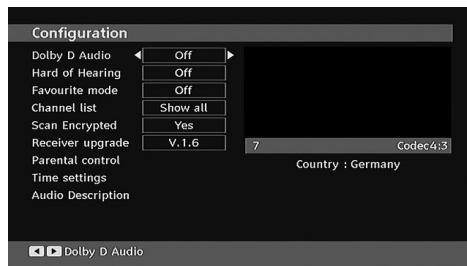 Configuration
Dolby D Audio Off
Hard of Hearing Off
Favourite mode Off
Channel list Show all
Scan Encrypted Yes
Receiver upgrade V.1.6
Parental control
Time settings
Audio Description
7 Codec4:3
Country : Germany
Dolby D Audio